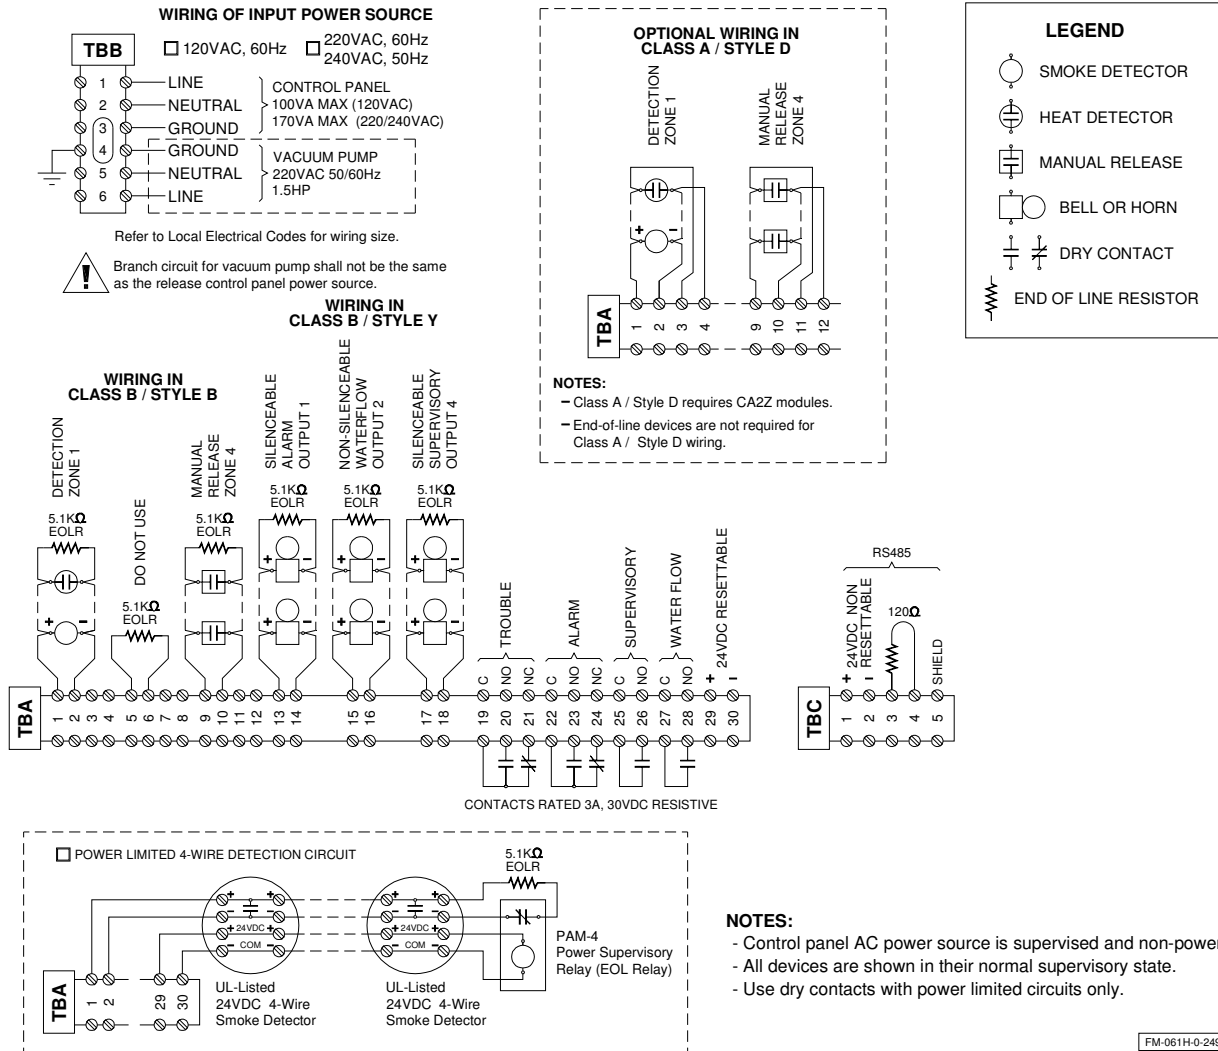 WIRING OF INPUT POWER SOURCE
TBB
120VAC, 60Hz
220VAC, 60Hz
240VAC, 50Hz
1 LINE
2 NEUTRAL
3 GROUND
4 GROUND
5 NEUTRAL
6 LINE
CONTROL PANEL
100VA MAX (120VAC)
170VA MAX (220/240VAC)
VACUUM PUMP
220VAC 50/60Hz
1.5HP
Refer to Local Electrical Codes for wiring size.
! Branch circuit for vacuum pump shall not be the same
as the release control panel power source.
OPTIONAL WIRING IN
CLASS A / STYLE D
DETECTION
ZONE 1
MANUAL
RELEASE
ZONE 4
+ -
TBA
1 2 3 4 9 10 11 12
NOTES:
- Class A / Style D requires CA2Z modules.
- End-of-line devices are not required for
Class A / Style D wiring.
LEGEND
SMOKE DETECTOR
HEAT DETECTOR
MANUAL RELEASE
BELL OR HORN
DRY CONTACT
END OF LINE RESISTOR
WIRING IN
CLASS B / STYLE Y
WIRING IN
CLASS B / STYLE B
DETECTION
ZONE 1
5.1KΩ
EOLR
+ -
DO NOT USE
5.1KΩ
EOLR
MANUAL
RELEASE
ZONE 4
5.1KΩ
EOLR
SILENCEABLE
ALARM
OUTPUT 1
5.1KΩ
EOLR
+ -
+ -
NON-SILENCEABLE
WATERFLOW
OUTPUT 2
5.1KΩ
EOLR
+ -
+ -
SILENCEABLE
SUPERVISORY
OUTPUT 4
5.1KΩ
EOLR
+ -
+ -
TROUBLE
C NO NC
ALARM
C NO NC
SUPERVISORY
C NO
WATER FLOW
C NO
24VDC RESETTABLE
+ -
TBA
1 2 3 4 5 6 7 8 9 10 11 12 13 14 15 16 17 18 19 20 21 22 23 24 25 26 27 28 29 30
CONTACTS RATED 3A, 30VDC RESISTIVE
RS485
24VDC NON
RESETTABLE
+ -
120Ω
SHIELD
TBC
1 2 3 4 5
POWER LIMITED 4-WIRE DETECTION CIRCUIT
5.1KΩ
EOLR
+ +
- -
+ 24VDC +
- COM -
+ +
- -
+ 24VDC +
- COM -
PAM-4
Power Supervisory
Relay (EOL Relay)
TBA
1 2 29 30
UL-Listed
24VDC 4-Wire
Smoke Detector
UL-Listed
24VDC 4-Wire
Smoke Detector
NOTES:
- Control panel AC power source is supervised and non-power
- All devices are shown in their normal supervisory state.
- Use dry contacts with power limited circuits only.
FM-061H-0-249